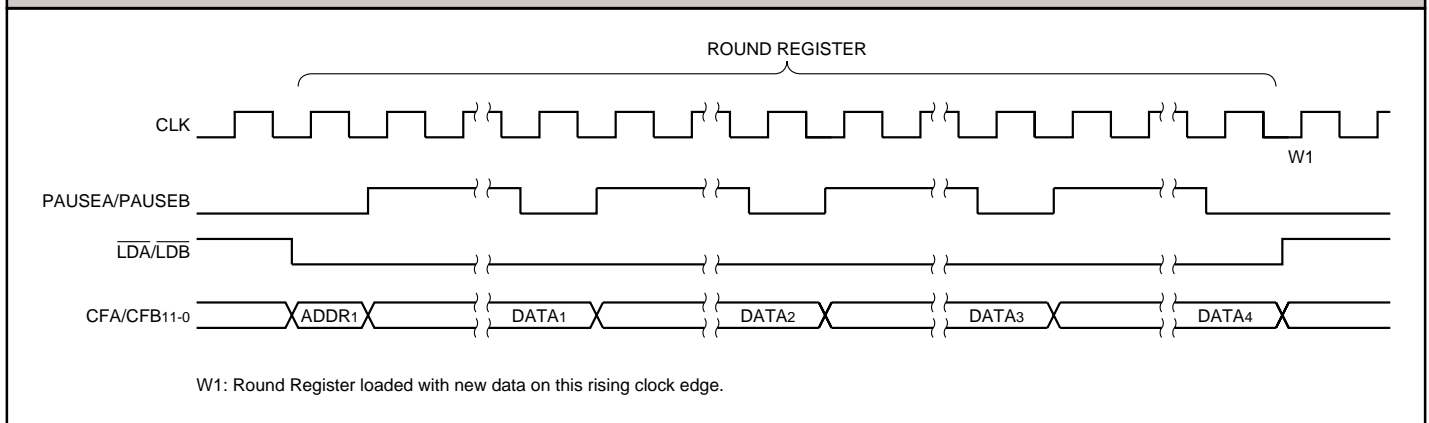 ROUND REGISTER
CLK
W1
PAUSEA/PAUSEB
LDA/LDB
CFA/CFB11-0
ADDR1
DATA1
DATA2
DATA3
DATA4
W1: Round Register loaded with new data on this rising clock edge.